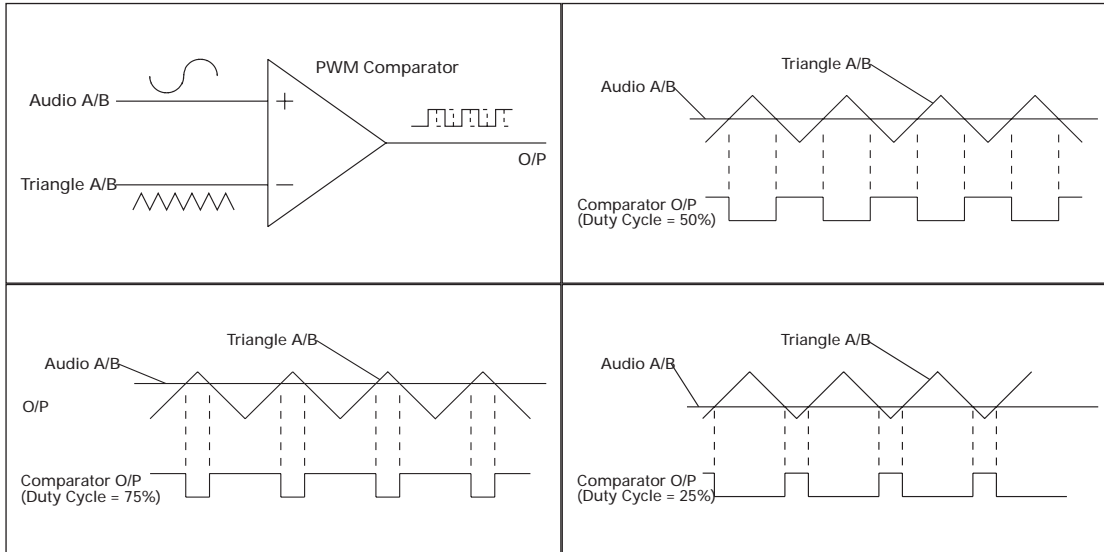 PWM Comparator
Audio A/B
+
O/P
Triangle A/B
−
Triangle A/B
Audio A/B
Comparator O/P
(Duty Cycle = 50%)
Triangle A/B
Audio A/B
O/P
Comparator O/P
(Duty Cycle = 75%)
Triangle A/B
Audio A/B
Comparator O/P
(Duty Cycle = 25%)